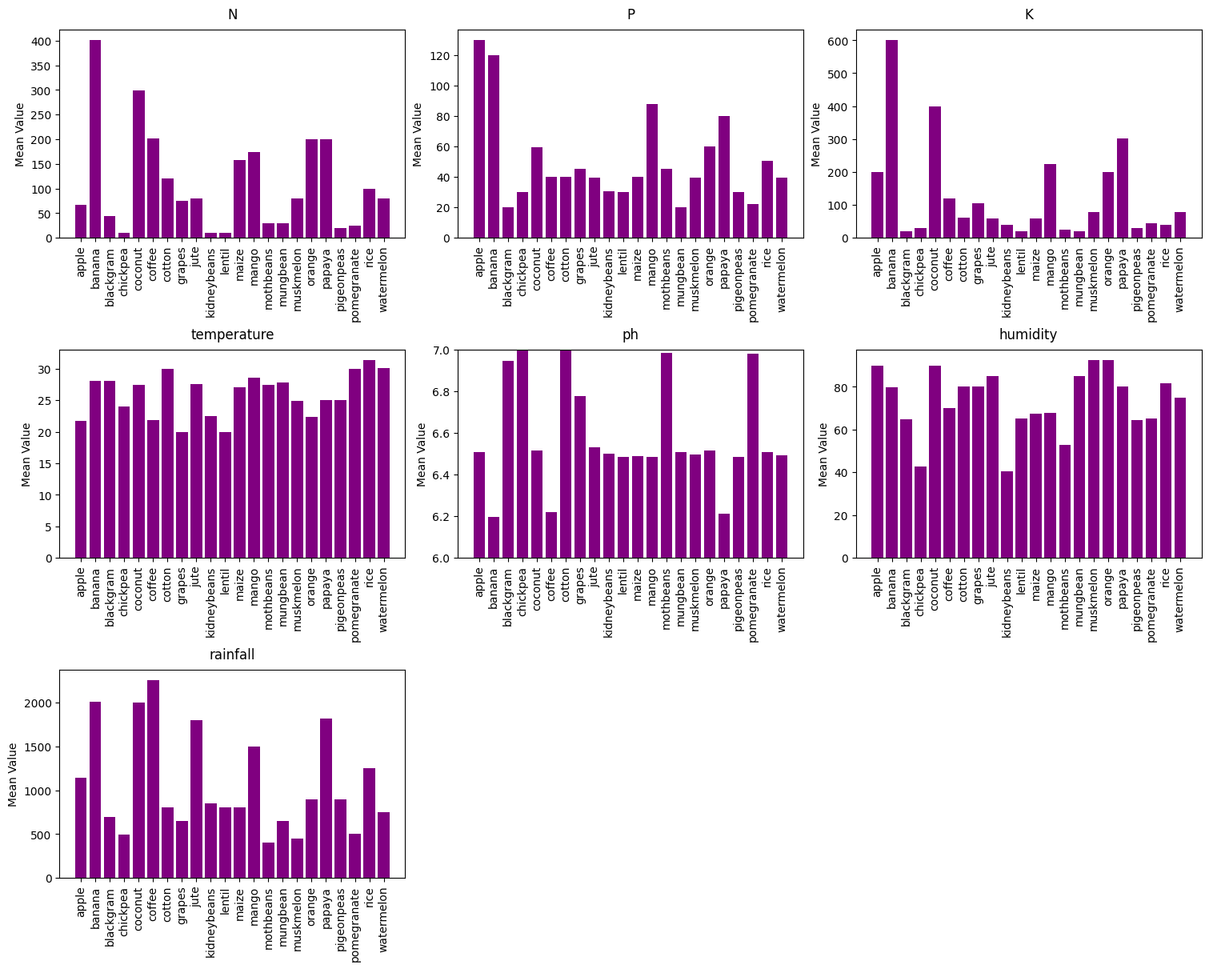 N
Mean Value
400
350
300
250
200
150
100
50
0
apple
banana
blackgram
chickpea
coconut
coffee
cotton
grapes
jute
kidneybeans
lentil
maize
mango
mothbeans
mungbean
muskmelon
orange
papaya
pigeonpeas
pomegranate
rice
watermelon
P
Mean Value
120
100
80
60
40
20
0
apple
banana
blackgram
chickpea
coconut
coffee
cotton
grapes
jute
kidneybeans
lentil
maize
mango
mothbeans
mungbean
muskmelon
orange
papaya
pigeonpeas
pomegranate
rice
watermelon
K
Mean Value
600
500
400
300
200
100
0
apple
banana
blackgram
chickpea
coconut
coffee
cotton
grapes
jute
kidneybeans
lentil
maize
mango
mothbeans
mungbean
muskmelon
orange
papaya
pigeonpeas
pomegranate
rice
watermelon
temperature
Mean Value
30
25
20
15
10
5
0
apple
banana
blackgram
chickpea
coconut
coffee
cotton
grapes
jute
kidneybeans
lentil
maize
mango
mothbeans
mungbean
muskmelon
orange
papaya
pigeonpeas
pomegranate
rice
watermelon
ph
Mean Value
7.0
6.8
6.6
6.4
6.2
6.0
apple
banana
blackgram
chickpea
coconut
coffee
cotton
grapes
jute
kidneybeans
lentil
maize
mango
mothbeans
mungbean
muskmelon
orange
papaya
pigeonpeas
pomegranate
rice
watermelon
humidity
Mean Value
80
60
40
20
0
apple
banana
blackgram
chickpea
coconut
coffee
cotton
grapes
jute
kidneybeans
lentil
maize
mango
mothbeans
mungbean
muskmelon
orange
papaya
pigeonpeas
pomegranate
rice
watermelon
rainfall
Mean Value
2000
1500
1000
500
0
apple
banana
blackgram
chickpea
coconut
coffee
cotton
grapes
jute
kidneybeans
lentil
maize
mango
mothbeans
mungbean
muskmelon
orange
papaya
pigeonpeas
pomegranate
rice
watermelon